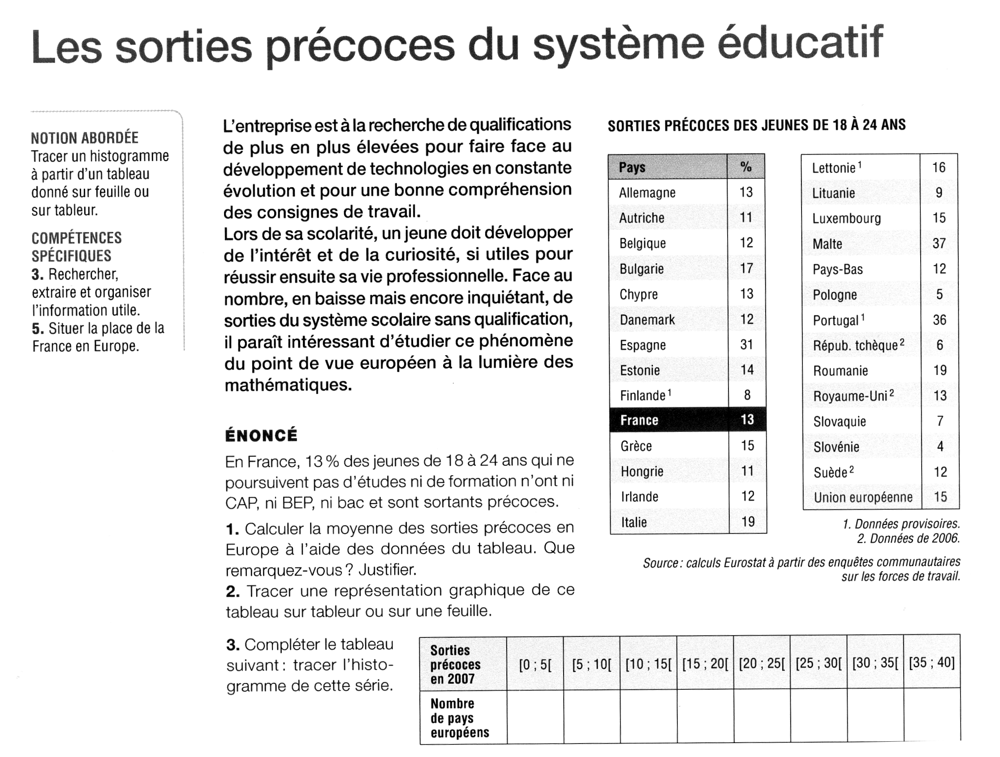 Les sorties précoces du système éducatif
NOTION ABORDÉE
Tracer un histogramme
à partir d'un tableau
donné sur feuille ou
sur tableur.
COMPÉTENCES
SPÉCIFIQUES
3. Rechercher,
extraire et organiser
l'information utile.
5. Situer la place de la
France en Europe.
L'entreprise est à la recherche de qualifications
de plus en plus élevées pour faire face au
développement de technologies en constante
évolution et pour une bonne compréhension
des consignes de travail.
Lors de sa scolarité, un jeune doit développer
de l'intérêt et de la curiosité, si utiles pour
réussir ensuite sa vie professionnelle. Face au
nombre, en baisse mais encore inquiétant, de
sorties du système scolaire sans qualification,
il paraît intéressant d'étudier ce phénomène
du point de vue européen à la lumière des
mathématiques.
ÉNONCÉ
En France, 13 % des jeunes de 18 à 24 ans qui ne
poursuivent pas d'études ni de formation n'ont ni
CAP, ni BEP, ni bac et sont sortants précoces.
1. Calculer la moyenne des sorties précoces en
Europe à l'aide des données du tableau. Que
remarquez-vous ? Justifier.
2. Tracer une représentation graphique de ce
tableau sur tableur ou sur une feuille.
3. Compléter le tableau
suivant : tracer l'histo-
gramme de cette série.
SORTIES PRÉCOCES DES JEUNES DE 18 À 24 ANS
Pays %
Allemagne 13
Autriche 11
Belgique 12
Bulgarie 17
Chypre 13
Danemark 12
Espagne 31
Estonie 14
Finlande 1 8
France 13
Grèce 15
Hongrie 11
Irlande 12
Italie 19
Lettonie 1 16
Lituanie 9
Luxembourg 15
Malte 37
Pays-Bas 12
Pologne 5
Portugal 1 36
Répub. tchèque 2 6
Roumanie 19
Royaume-Uni 2 13
Slovaquie 7
Slovénie 4
Suède 2 12
Union européenne 15
1. Données provisoires.
2. Données de 2006.
Source : calculs Eurostat à partir des enquêtes communautaires
sur les forces de travail.
Sorties
précoces
en 2007
[0 ; 5[ [5 ; 10[ [10 ; 15[ [15 ; 20[ [20 ; 25[ [25 ; 30[ [30 ; 35[ [35 ; 40]
Nombre
de pays
européens